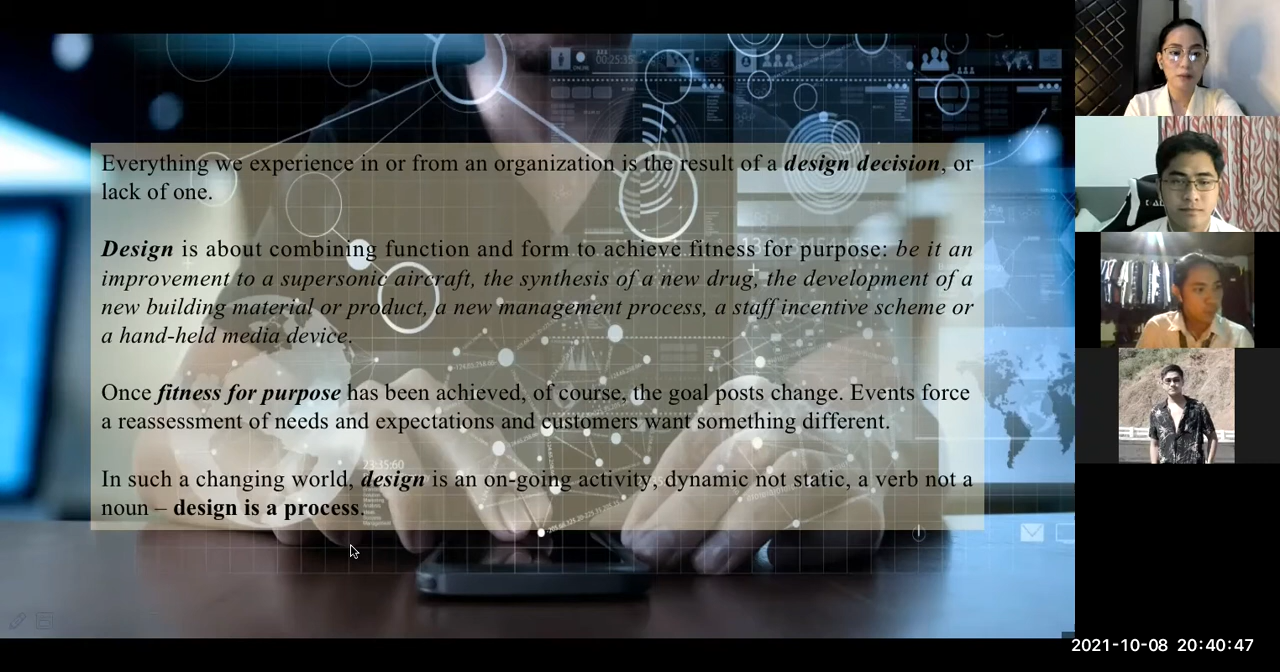 Everything we experience in or from an organization is the result of a design decision, or
lack of one.
Design is about combining function and form to achieve fitness for purpose: be it an
improvement to a supersonic aircraft, the synthesis of a new drug, the development of a
new building material or product, a new management process, a staff incentive scheme or
a hand-held media device.
Once fitness for purpose has been achieved, of course, the goal posts change. Events force
a reassessment of needs and expectations and customers want something different.
In such a changing world, design is an on-going activity, dynamic not static, a verb not a
noun – design is a process.
23:35:60
2021-10-08 20:40:47